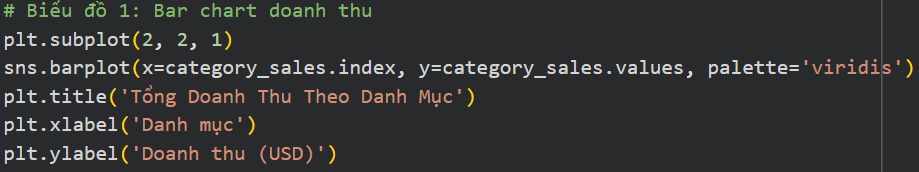 # Biểu đồ 1: Bar chart doanh thu
plt.subplot(2, 2, 1)
sns.barplot(x=category_sales.index, y=category_sales.values, palette='viridis')
plt.title('Tổng Doanh Thu Theo Danh Mục')
plt.xlabel('Danh mục')
plt.ylabel('Doanh thu (USD)')